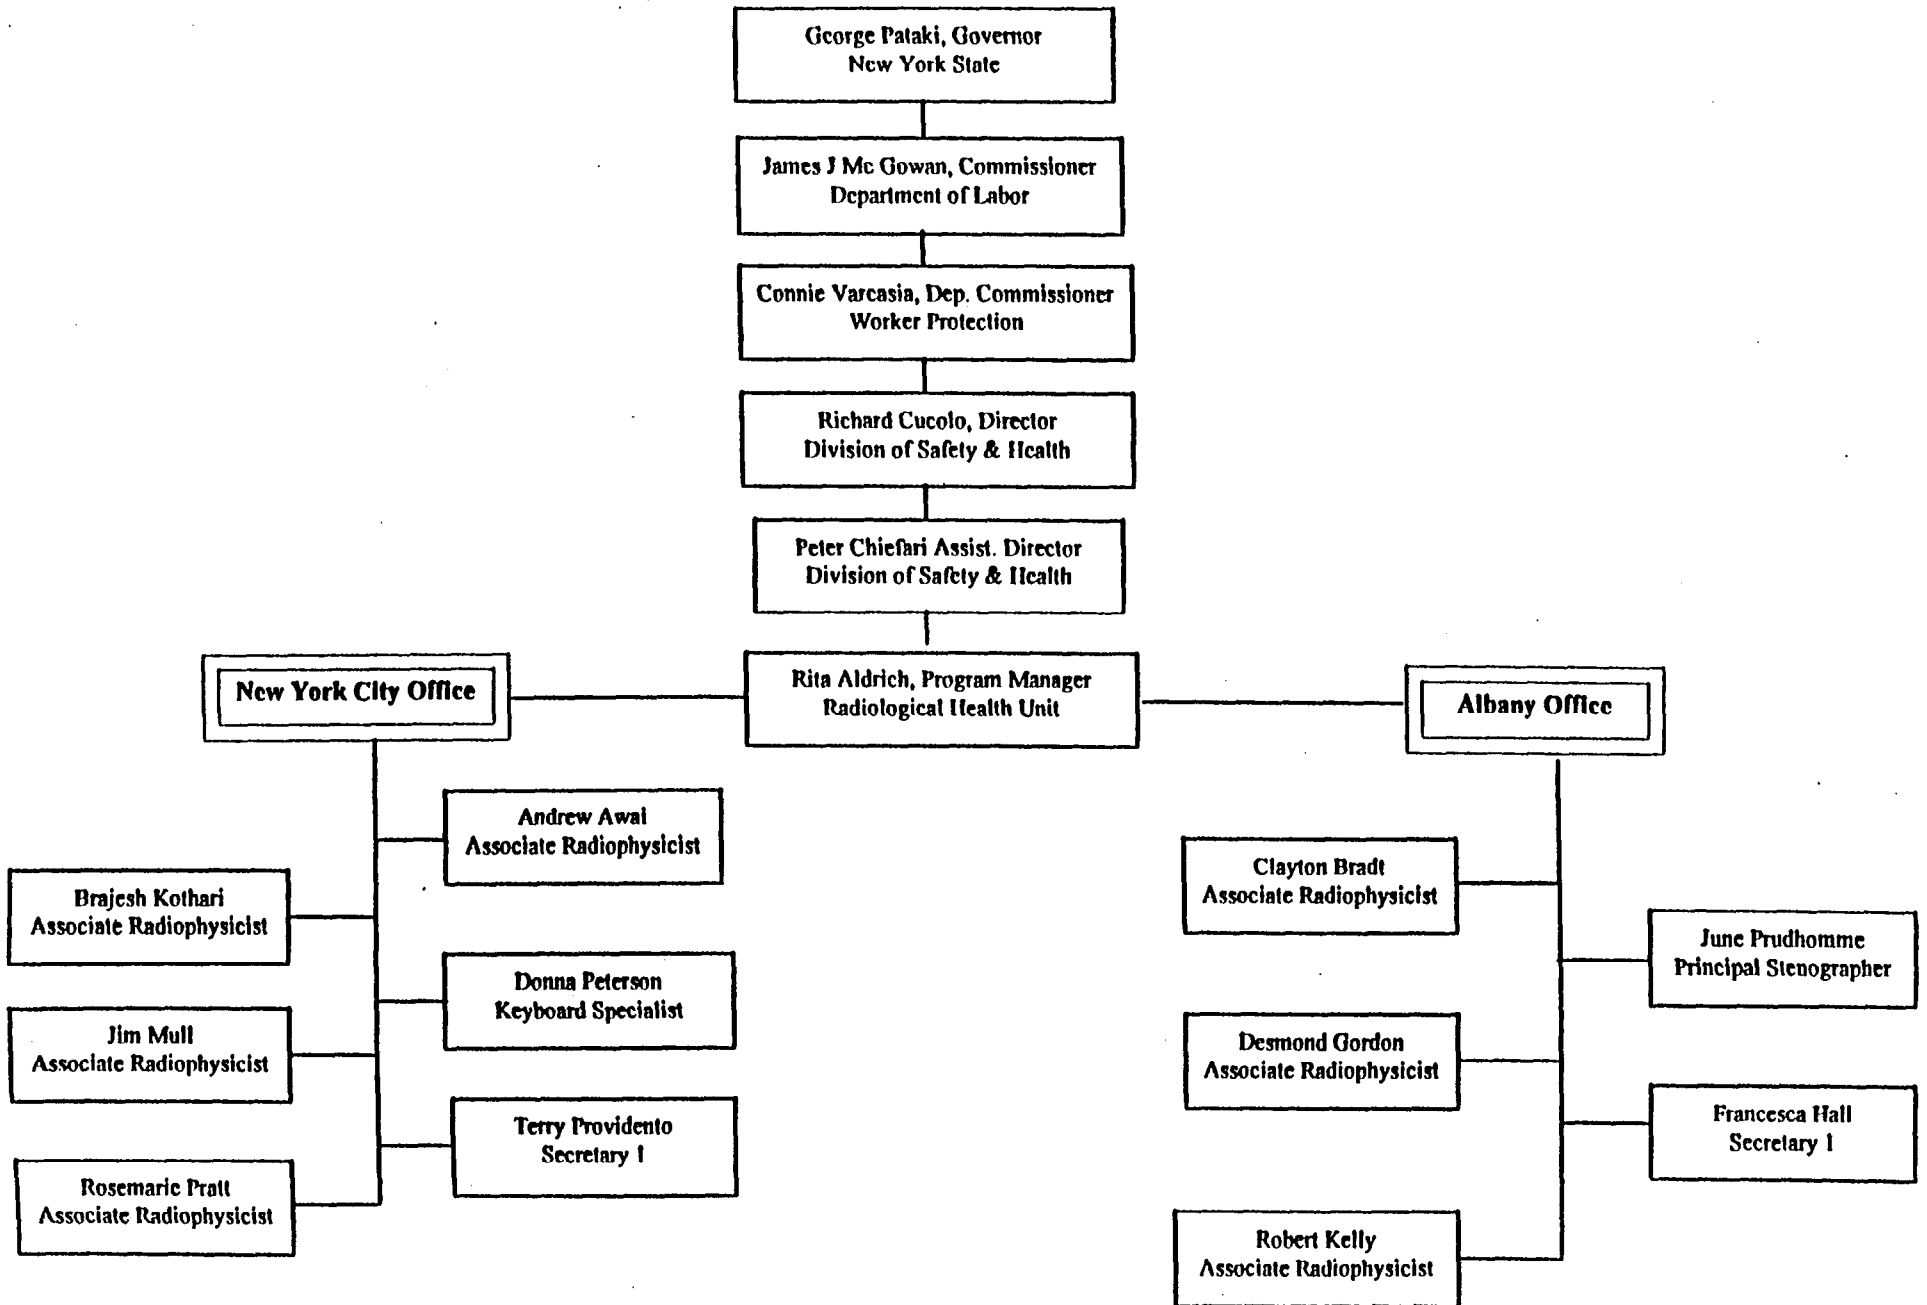 George Pataki, Governor
New York State
James J Mc Gowan, Commissioner
Department of Labor
Connie Varcasia, Dep. Commissioner
Worker Protection
Richard Cucolo, Director
Division of Safety & Health
Peter Chiefari Assist. Director
Division of Safety & Health
Rita Aldrich, Program Manager
Radiological Health Unit
New York City Office
Andrew Awai
Associate Radiophysicist
Brajesh Kothari
Associate Radiophysicist
Donna Peterson
Keyboard Specialist
Jim Mull
Associate Radiophysicist
Terry Providento
Secretary 1
Rosemarie Pratt
Associate Radiophysicist
Albany Office
Clayton Bradt
Associate Radiophysicist
June Prudhomme
Principal Stenographer
Desmond Gordon
Associate Radiophysicist
Francesca Hall
Secretary 1
Robert Kelly
Associate Radiophysicist